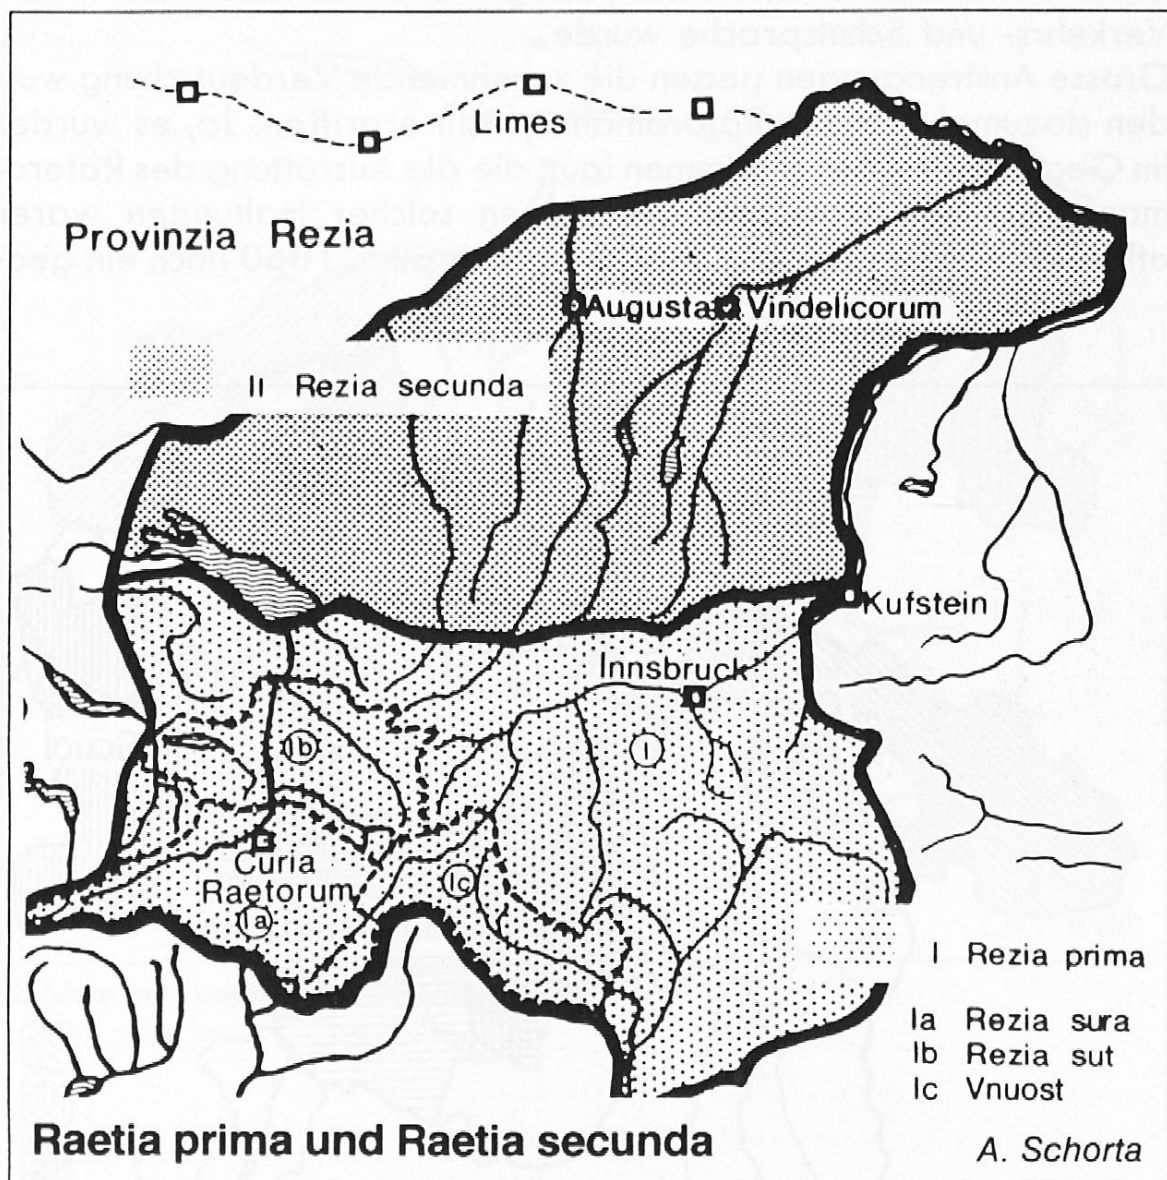 Limes
Provinzia Rezia
Augusta Vindelicorum
II Rezia secunda
Kufstein
Innsbruck
Ib
I
Curia
Raetorum
Ic
Ia
I Rezia prima
Ia Rezia sura
Ib Rezia sut
Ic Vnuost
Raetia prima und Raetia secunda
A. Schorta